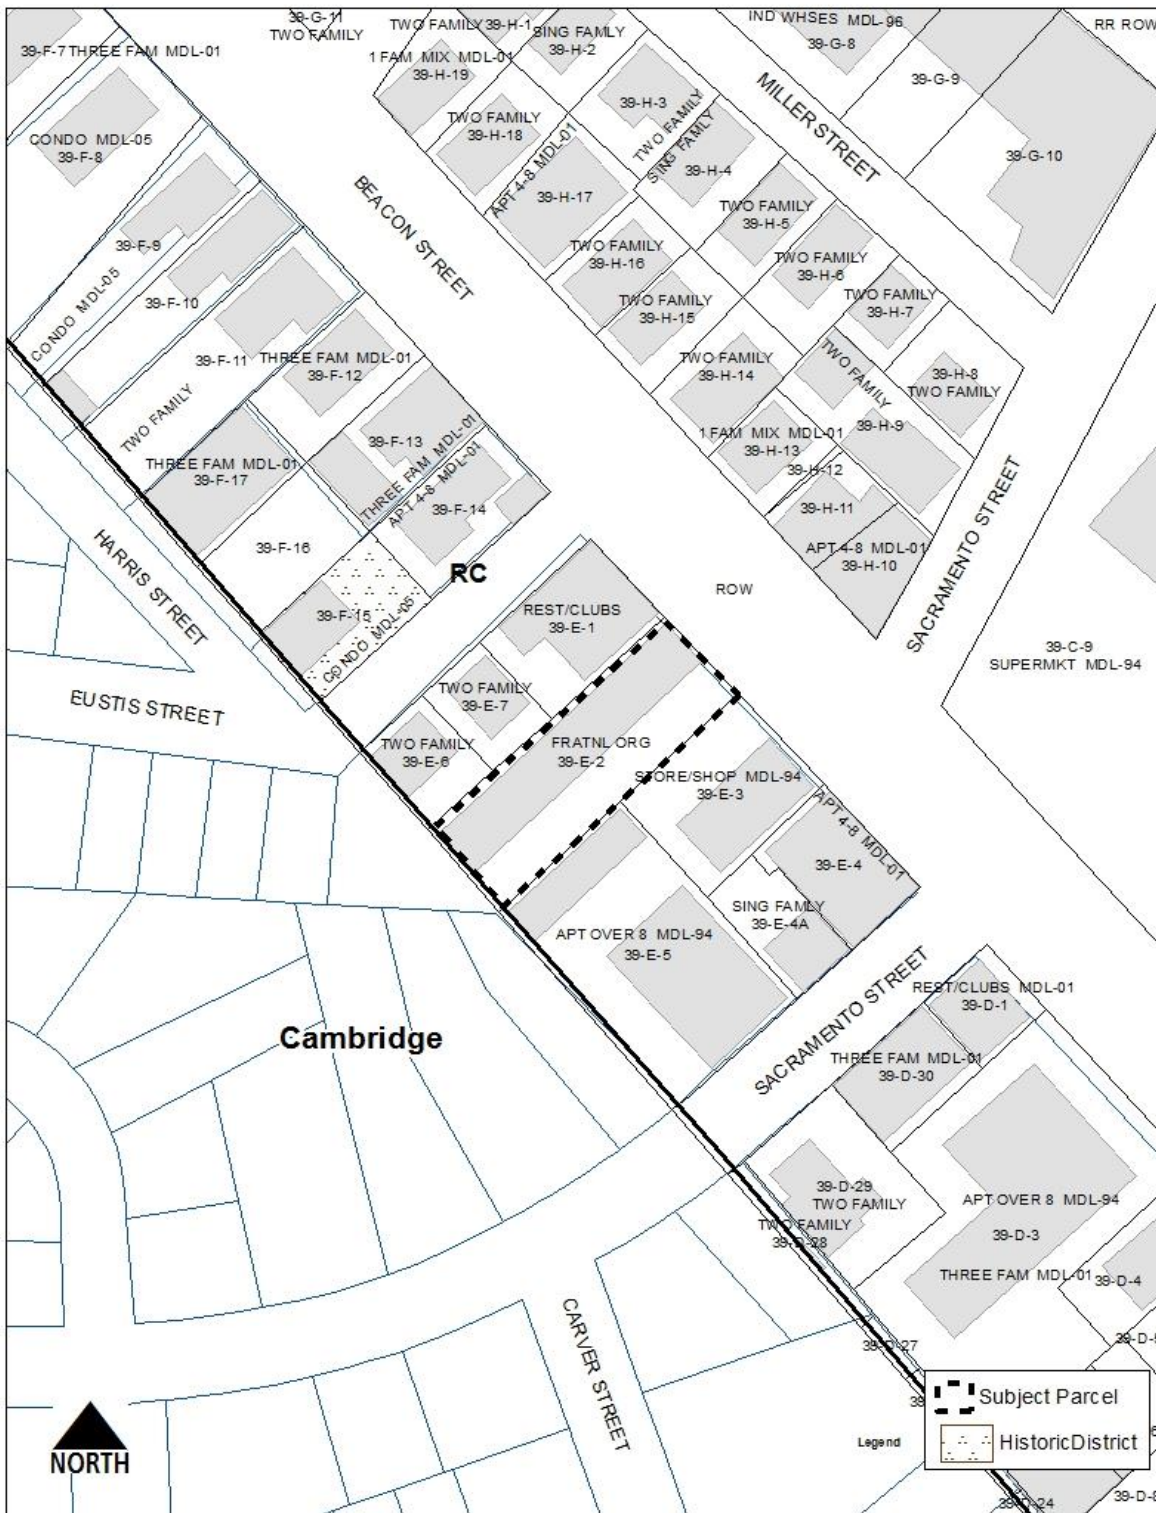 39-G-11
TWO FAMILY
39-F-7 THREE FAM MDL-01
TWO FAMILY 39-H-1
SING FAMLY
39-H-2
1 FAM MIX MDL-01
39-H-19
IND WHSES MDL-96
39-G-8
RR ROW
39-G-9
39-G-10
MILLER STREET
CONDO MDL-05
39-F-8
TWO FAMILY
39-H-18
39-H-3
TWO FAMILY
SING FAMLY
39-H-4
APT 4-8 MDL-01
39-H-17
BEACON STREET
TWO FAMILY
39-H-5
39-F-9
CONDO MDL-05
TWO FAMILY
39-H-16
TWO FAMILY
39-H-6
39-F-10
TWO FAMILY
39-H-15
TWO FAMILY
39-H-7
39-F-11
TWO FAMILY
THREE FAM MDL-01
39-F-12
TWO FAMILY
39-H-14
TWO FAMILY
39-H-9
39-H-8
TWO FAMILY
39-F-13
THREE FAM MDL-01
1 FAM MIX MDL-01
39-H-13
39-H-12
THREE FAM MDL-01
39-F-17
APT 4-8 MDL-01
39-F-14
39-H-11
APT 4-8 MDL-01
39-H-10
SACRAMENTO STREET
39-F-16
HARRIS STREET
RC
ROW
39-F-15
CONDO MDL-05
REST/CLUBS
39-E-1
39-C-9
SUPERMKT MDL-94
EUSTIS STREET
TWO FAMILY
39-E-7
TWO FAMILY
39-E-6
FRATNL ORG
39-E-2
STORE/SHOP MDL-94
39-E-3
APT 4-8 MDL-01
39-E-4
SING FAMLY
39-E-4A
APT OVER 8 MDL-94
39-E-5
Cambridge
SACRAMENTO STREET
REST/CLUBS MDL-01
39-D-1
THREE FAM MDL-01
39-D-30
39-D-29
TWO FAMILY
TWO FAMILY
39-D-28
APT OVER 8 MDL-94
39-D-3
THREE FAM MDL-01
39-D-4
CARVER STREET
39-D-27
NORTH
Legend
Subject Parcel
HistoricDistrict
39-D-24
39-D-8